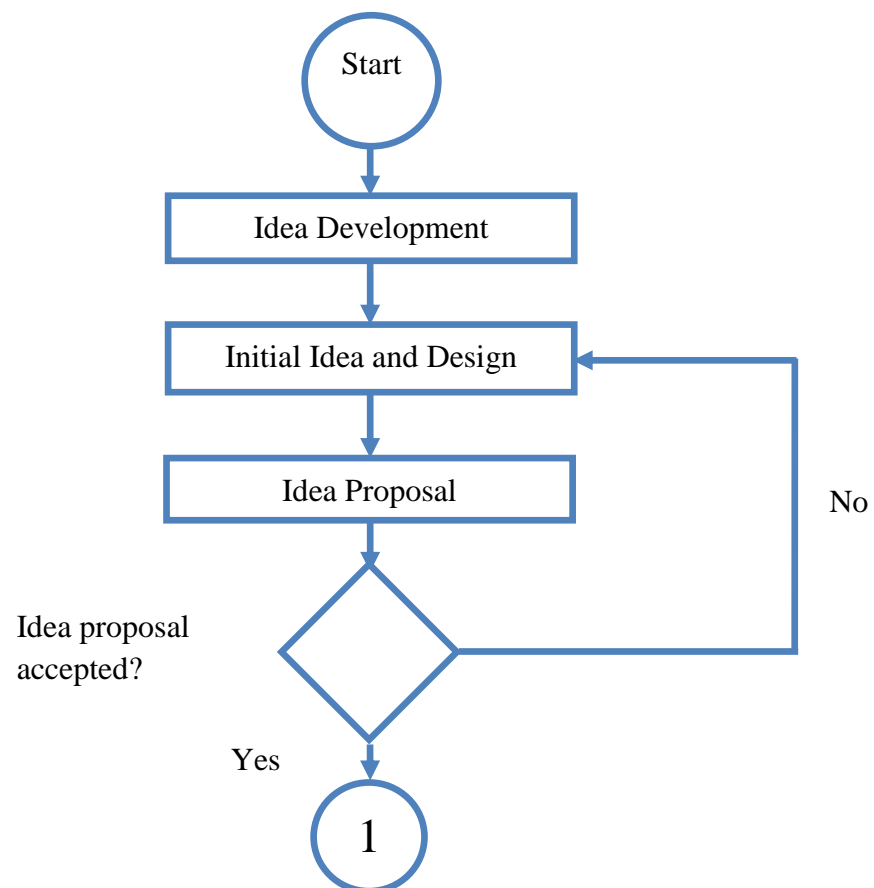 Start
Idea Development
Initial Idea and Design
Idea Proposal
No
Idea proposal
accepted?
Yes
1